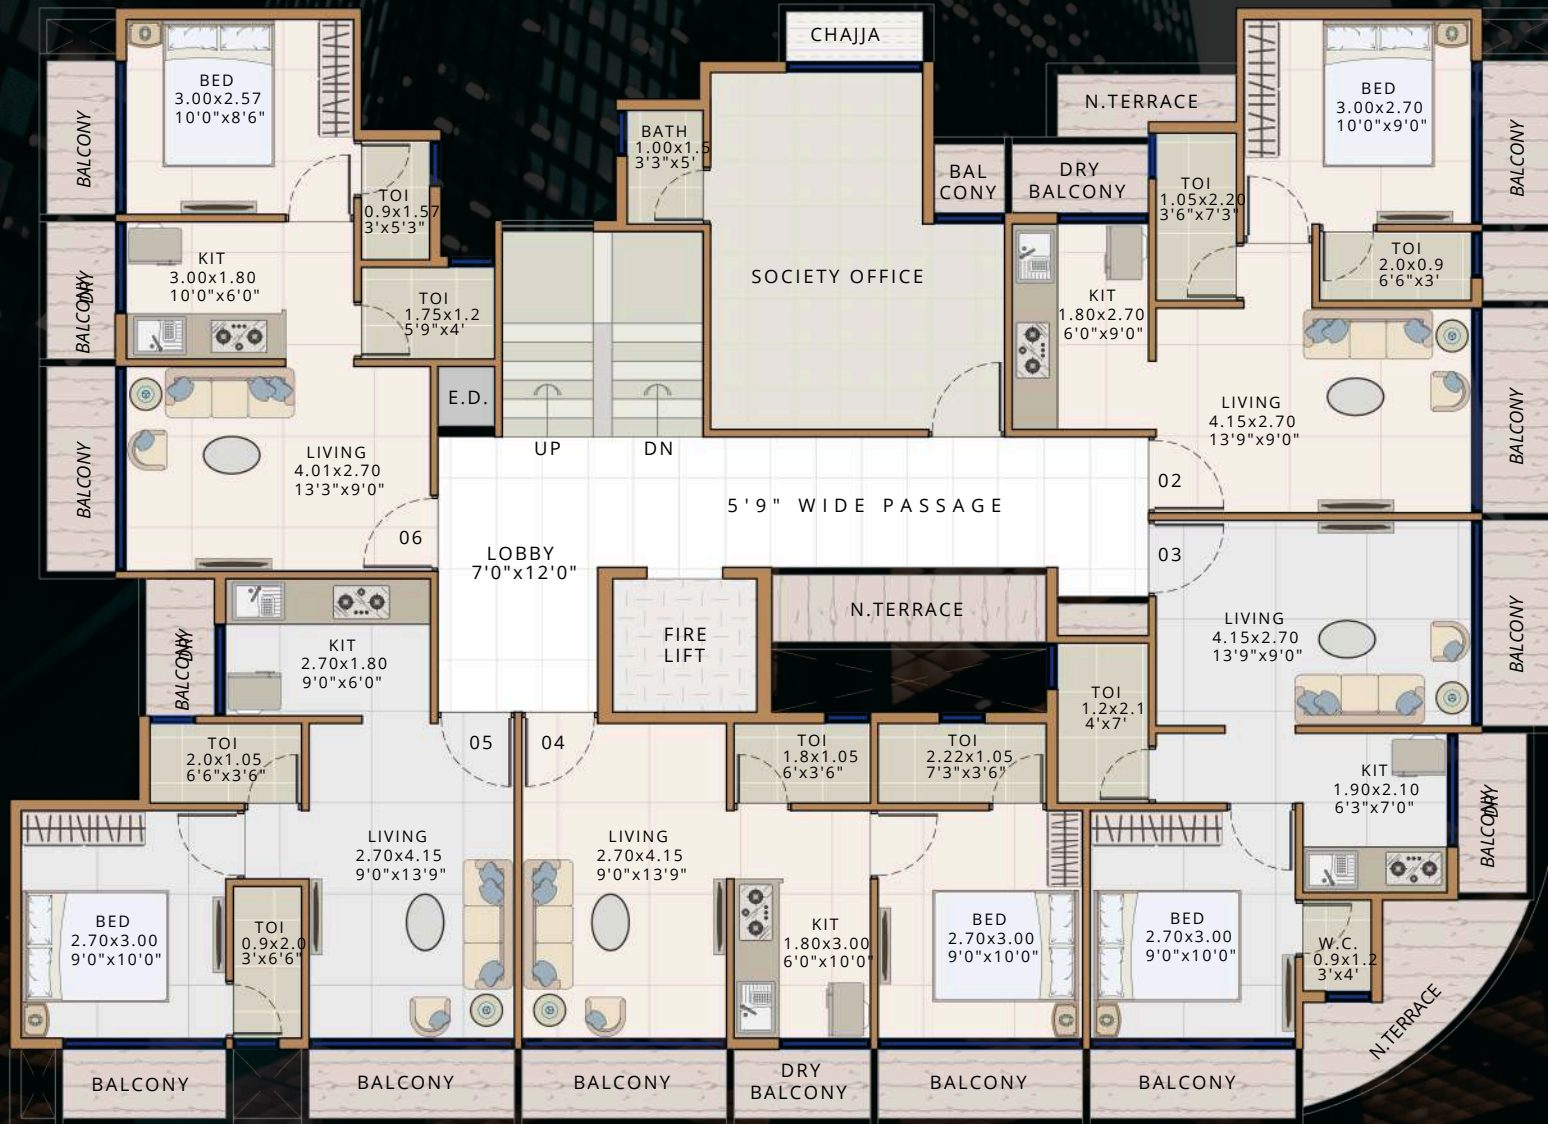 CHAJJA
BED
3.00x2.57
10'0"x8'6"
BALCONY
TOI
0.9x1.57
3'x5'3"
BATH
1.00x1.5
3'3"x5'
N.TERRACE
BED
3.00x2.70
10'0"x9'0"
BALCONY
BAL
CONY
DRY
BALCONY
TOI
1.05x2.20
3'6"x7'3"
TOI
2.0x0.9
6'6"x3'
KIT
3.00x1.80
10'0"x6'0"
DRY
BALCONY
TOI
1.75x1.2
5'9"x4'
SOCIETY OFFICE
KIT
1.80x2.70
6'0"x9'0"
E.D.
LIVING
4.15x2.70
13'9"x9'0"
BALCONY
BALCONY
LIVING
4.01x2.70
13'3"x9'0"
UP
DN
02
5'9" WIDE PASSAGE
06
LOBBY
7'0"x12'0"
03
N.TERRACE
FIRE
LIFT
LIVING
4.15x2.70
13'9"x9'0"
BALCONY
DRY
BALCONY
KIT
2.70x1.80
9'0"x6'0"
TOI
1.2x2.1
4'x7'
TOI
2.0x1.05
6'6"x3'6"
05
04
TOI
1.8x1.05
6'x3'6"
TOI
2.22x1.05
7'3"x3'6"
KIT
1.90x2.10
6'3"x7'0"
DRY
BALCONY
LIVING
2.70x4.15
9'0"x13'9"
LIVING
2.70x4.15
9'0"x13'9"
BED
2.70x3.00
9'0"x10'0"
TOI
0.9x2.0
3'x6'6"
KIT
1.80x3.00
6'0"x10'0"
BED
2.70x3.00
9'0"x10'0"
BED
2.70x3.00
9'0"x10'0"
W.C.
0.9x1.2
3'x4'
N.TERRACE
BALCONY
BALCONY
BALCONY
DRY
BALCONY
BALCONY
BALCONY